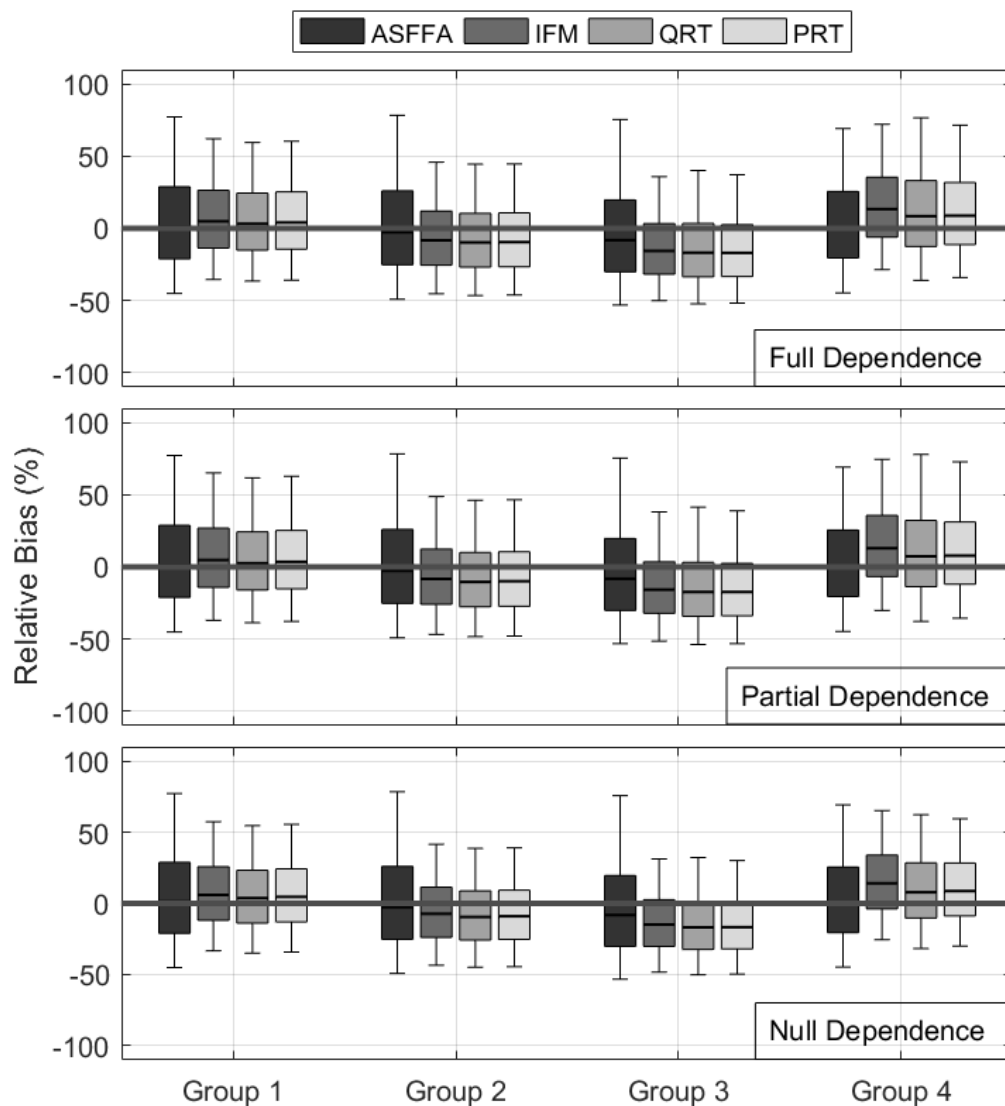 ASFFA IFM QRT PRT
100
50
0
-50
-100
Full Dependence
100
50
0
-50
-100
Partial Dependence
100
50
0
-50
-100
Null Dependence
Relative Bias (%)
Group 1 Group 2 Group 3 Group 4